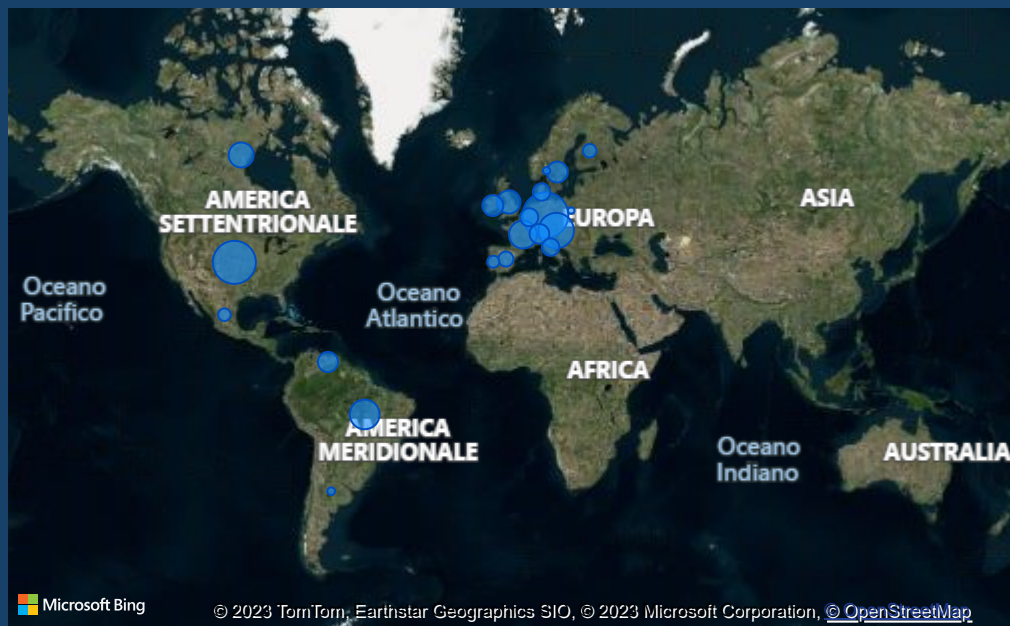 AMERICA
SETTENTRIONALE
EUROPA
ASIA
Oceano
Pacifico
Oceano
Atlantico
AFRICA
AMERICA
MERIDIONALE
Oceano
Indiano
AUSTRALIA
Microsoft Bing
© 2023 TomTom, Earthstar Geographics SIO, © 2023 Microsoft Corporation, © OpenStreetMap